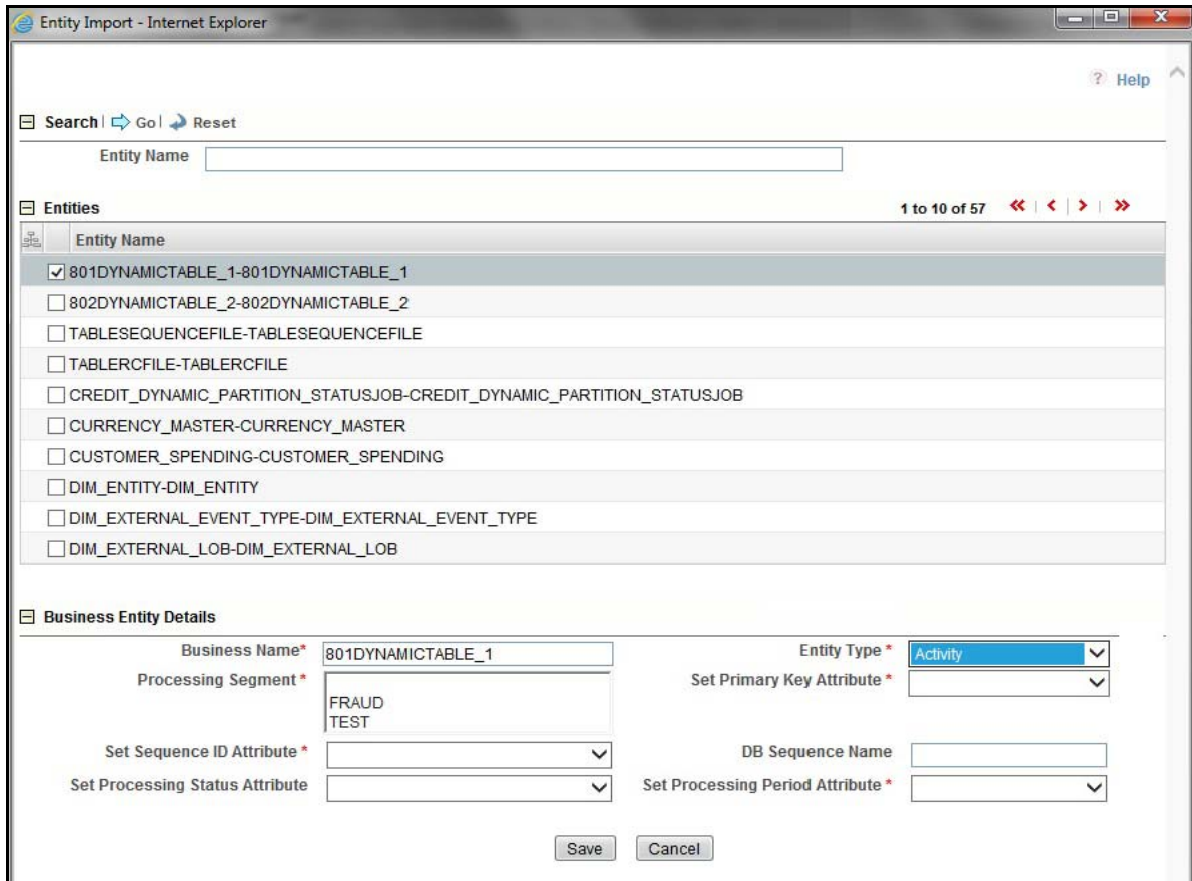 Entity Import - Internet Explorer
? Help
Search | Go | Reset
Entity Name
Entities 1 to 10 of 57
Entity Name
801DYNAMICTABLE_1-801DYNAMICTABLE_1
802DYNAMICTABLE_2-802DYNAMICTABLE_2
TABLESEQUENCEFILE-TABLESEQUENCEFILE
TABLERCFILE-TABLERCFILE
CREDIT_DYNAMIC_PARTITION_STATUSJOB-CREDIT_DYNAMIC_PARTITION_STATUSJOB
CURRENCY_MASTER-CURRENCY_MASTER
CUSTOMER_SPENDING-CUSTOMER_SPENDING
DIM_ENTITY-DIM_ENTITY
DIM_EXTERNAL_EVENT_TYPE-DIM_EXTERNAL_EVENT_TYPE
DIM_EXTERNAL_LOB-DIM_EXTERNAL_LOB
Business Entity Details
Business Name* 801DYNAMICTABLE_1 Entity Type * Activity
Processing Segment * Set Primary Key Attribute *
FRAUD
TEST
Set Sequence ID Attribute * DB Sequence Name
Set Processing Status Attribute Set Processing Period Attribute *
Save Cancel